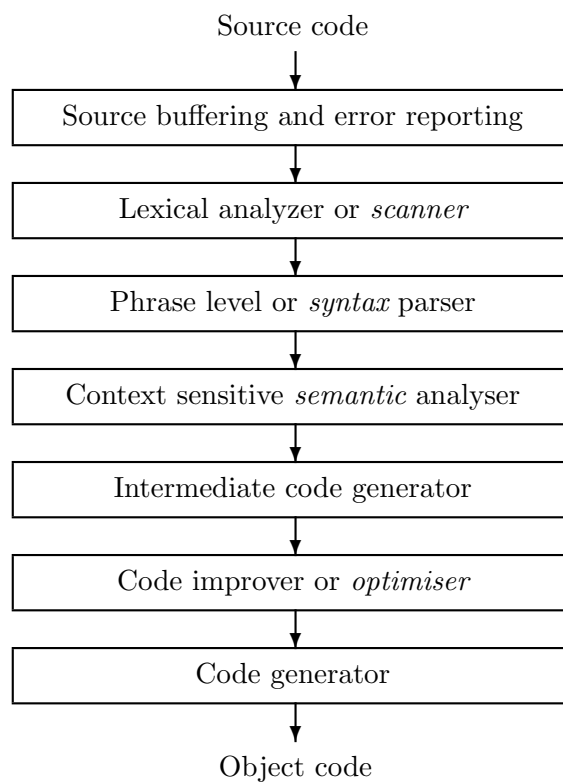 Source code
Source buffering and error reporting
Lexical analyzer or scanner
Phrase level or syntax parser
Context sensitive semantic analyser
Intermediate code generator
Code improver or optimiser
Code generator
Object code